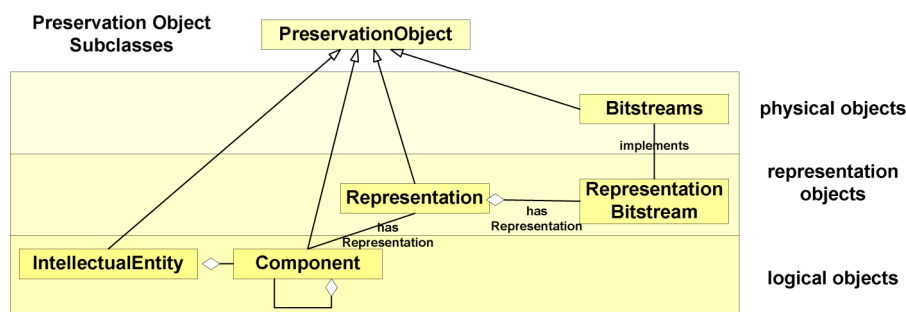 Preservation Object
Subclasses
PreservationObject
Bitstreams
physical objects
implements
Representation
Representation
Bitstream
representation
objects
has
Representation
has
Representation
IntellectualEntity
Component
logical objects